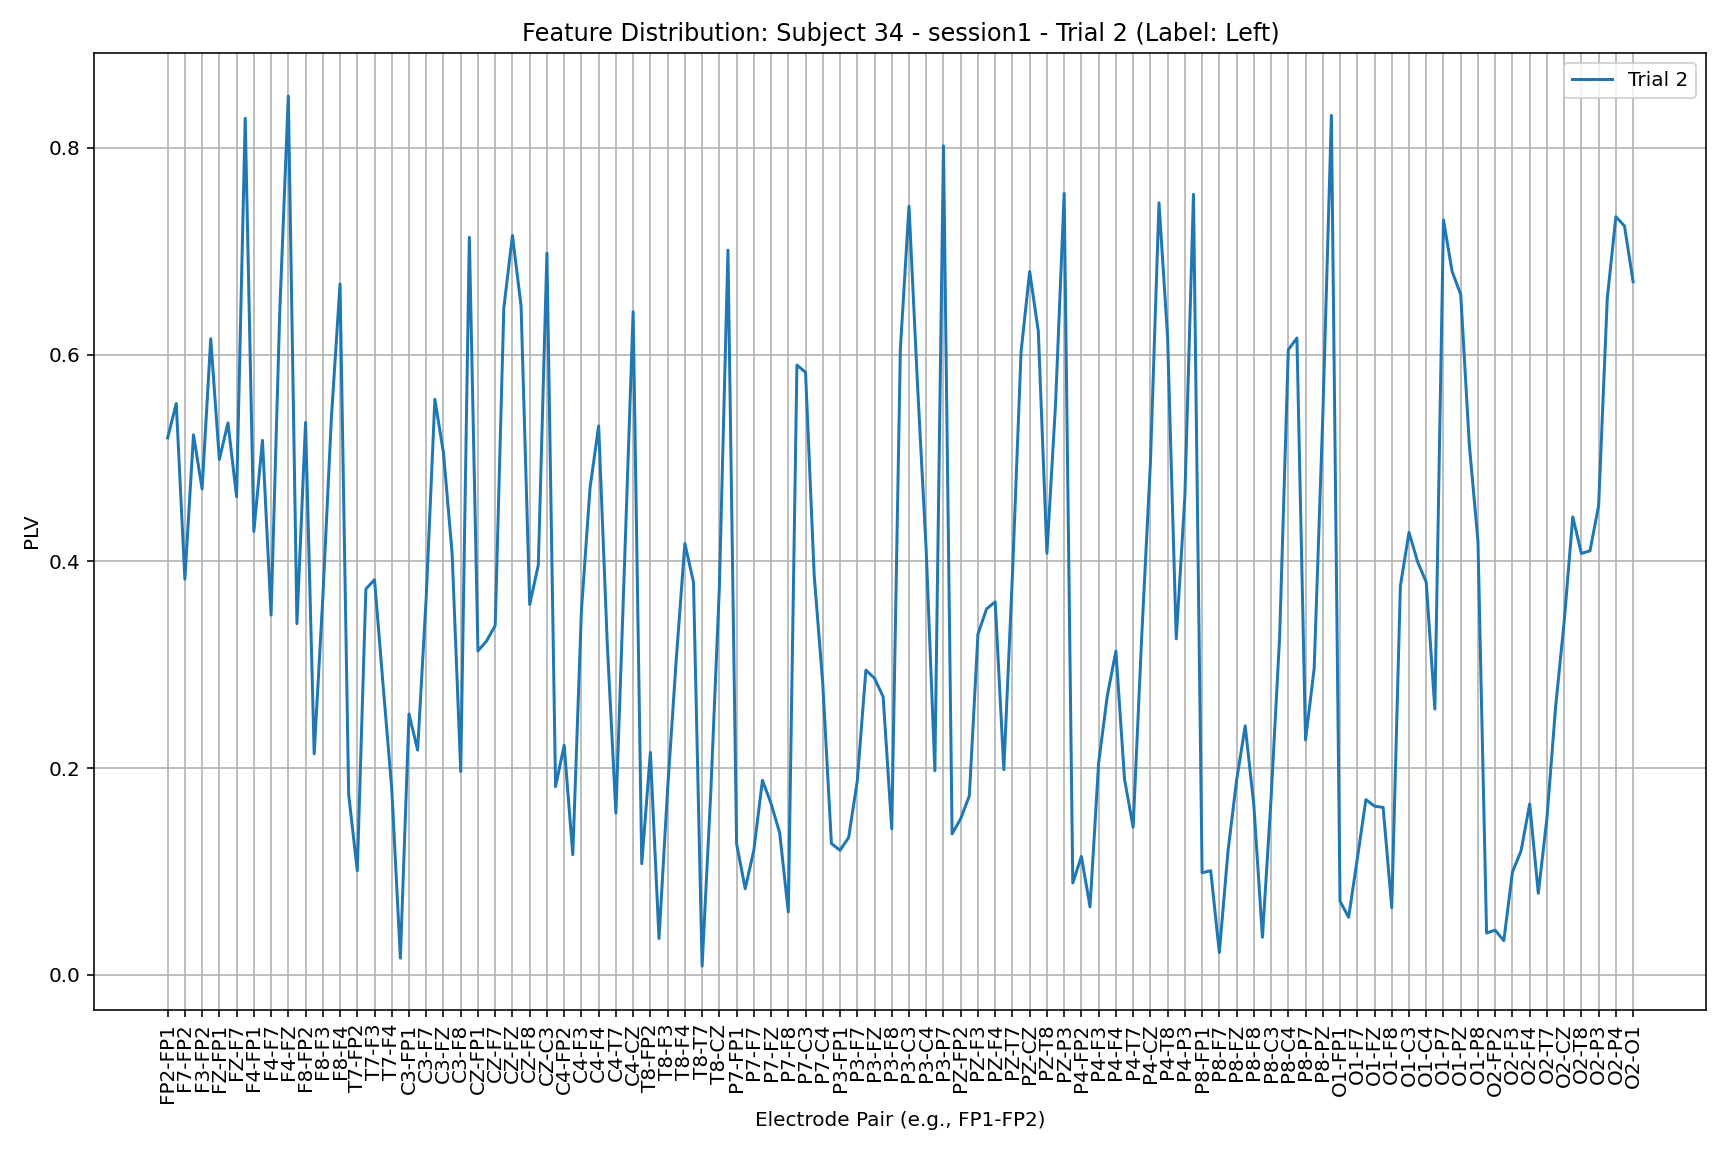 Feature Distribution: Subject 34 - session1 - Trial 2 (Label: Left)
Trial 2
PLV
0.8
0.6
0.4
0.2
0.0
FP2-FP1
F7-FP2
F3-FP2
FZ-FP1
FZ-F7
F4-FP1
F4-F7
F4-FZ
F8-FP2
F8-F3
F8-F4
T7-FP2
T7-F3
T7-F4
C3-FP1
C3-F7
C3-FZ
C3-F8
CZ-FP1
CZ-F7
CZ-FZ
CZ-F8
CZ-C3
C4-FP2
C4-F3
C4-F4
C4-T7
C4-CZ
T8-FP2
T8-F3
T8-F4
T8-T7
T8-CZ
P7-FP1
P7-F7
P7-FZ
P7-F8
P7-C3
P7-C4
P3-FP1
P3-F7
P3-FZ
P3-F8
P3-C3
P3-C4
P3-P7
PZ-FP2
PZ-F3
PZ-F4
PZ-T7
PZ-CZ
PZ-T8
PZ-P3
P4-FP2
P4-F3
P4-F4
P4-T7
P4-CZ
P4-T8
P4-P3
P8-FP1
P8-F7
P8-FZ
P8-F8
P8-C3
P8-C4
P8-P7
P8-PZ
O1-FP1
O1-F7
O1-FZ
O1-F8
O1-C3
O1-C4
O1-P7
O1-PZ
O1-P8
O2-FP2
O2-F3
O2-F4
O2-T7
O2-CZ
O2-T8
O2-P3
O2-P4
O2-O1
Electrode Pair (e.g., FP1-FP2)